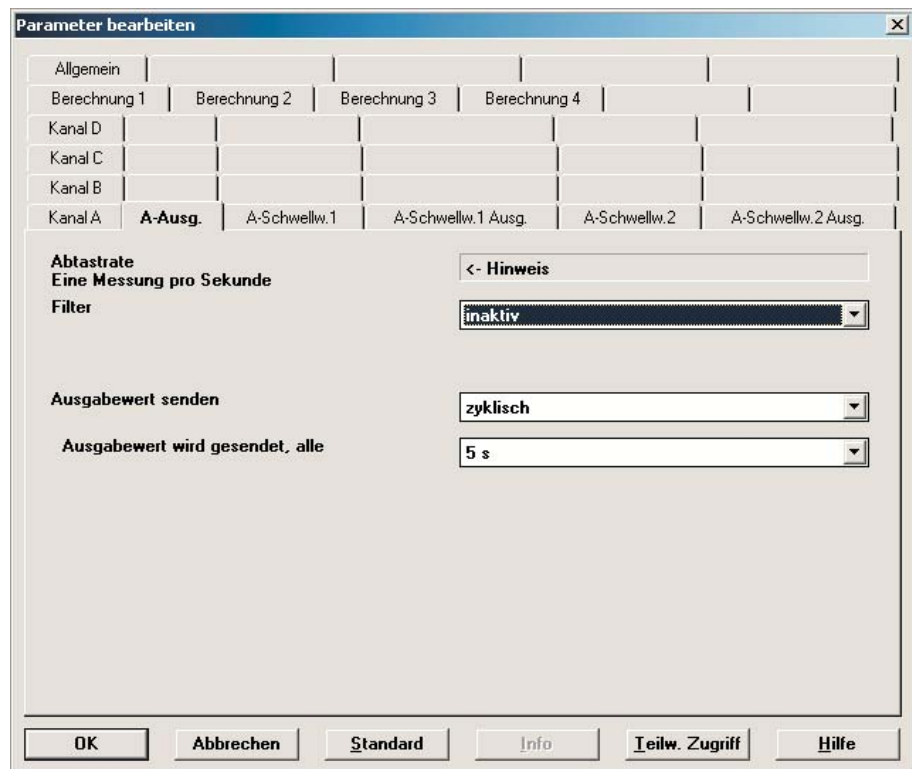 Parameter bearbeiten
Allgemein
Berechnung 1 Berechnung 2 Berechnung 3 Berechnung 4
Kanal D
Kanal C
Kanal B
Kanal A A-Ausg. A-Schwellw.1 A-Schwellw.1 Ausg. A-Schwellw.2 A-Schwellw.2 Ausg.
Abtastrate
Eine Messung pro Sekunde
<- Hinweis
Filter
inaktiv
Ausgabewert senden
zyklisch
Ausgabewert wird gesendet, alle
5 s
OK Abbrechen Standard Info Teilw. Zugriff Hilfe